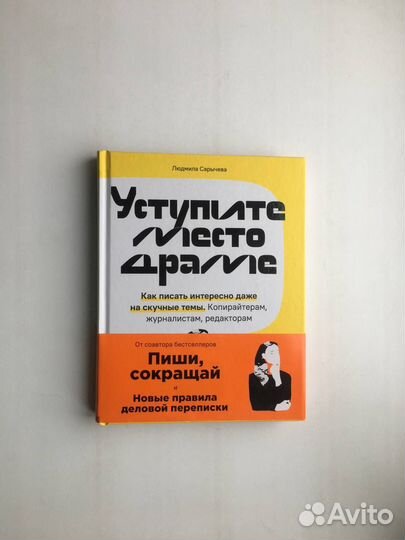 Людмила Сарычева
Уступите
место
драме
Как писать интересно даже
на скучные темы. Копирайтерам,
журналистам, редакторам
От соавтора бестселлеров
Пиши,
сокращай
и
Новые правила
деловой переписки
Avito